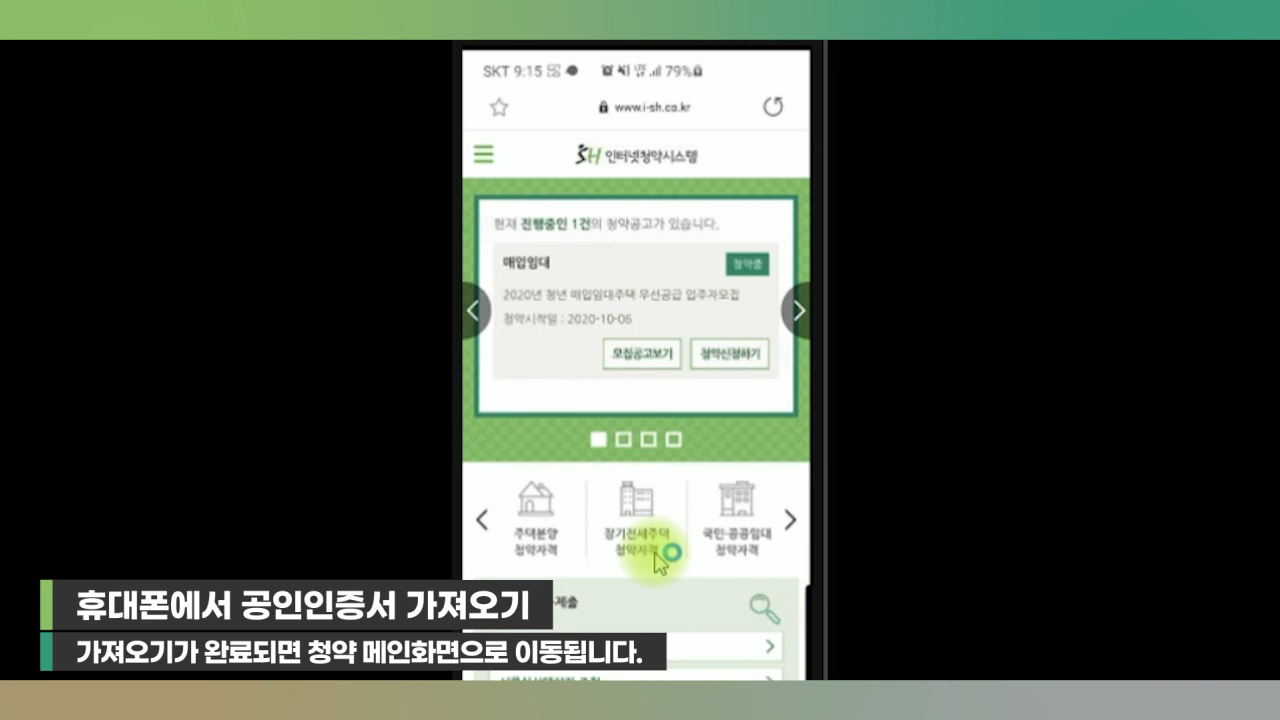 SKT 9:15 79%
www.i-sh.co.kr
SH 인터넷청약시스템
현재 진행중인 1건의 청약공고가 있습니다.
매입임대 청약중
2020년 청년 매입임대주택 우선공급 입주자모집
청약시작일 : 2020-10-06
모집공고보기 청약신청하기
주택분양 장기전세주택 국민·공공임대
청약자격 청약자격 청약자격
제출
휴대폰에서 공인인증서 가져오기
가져오기가 완료되면 청약 메인화면으로 이동됩니다.